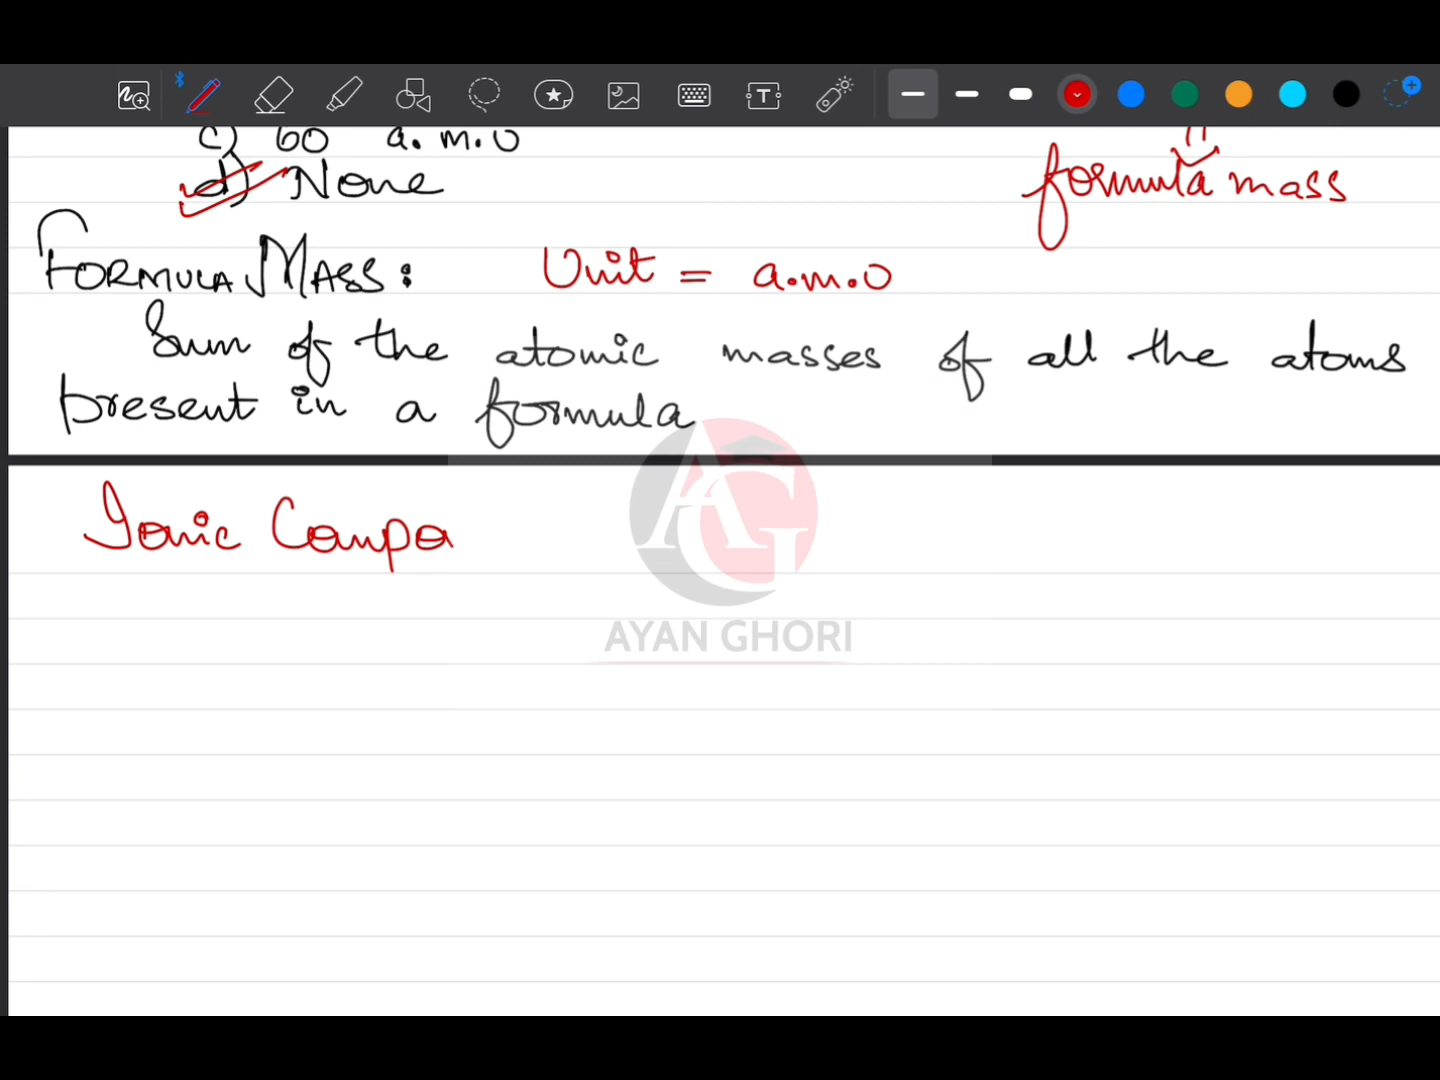 c) 60 a.m.u
d) None
formula mass
FORMULA MASS: Unit = a.m.u
Sum of the atomic masses of all the atoms
present in a formula
Ionic Compo
AG
AYAN GHORI